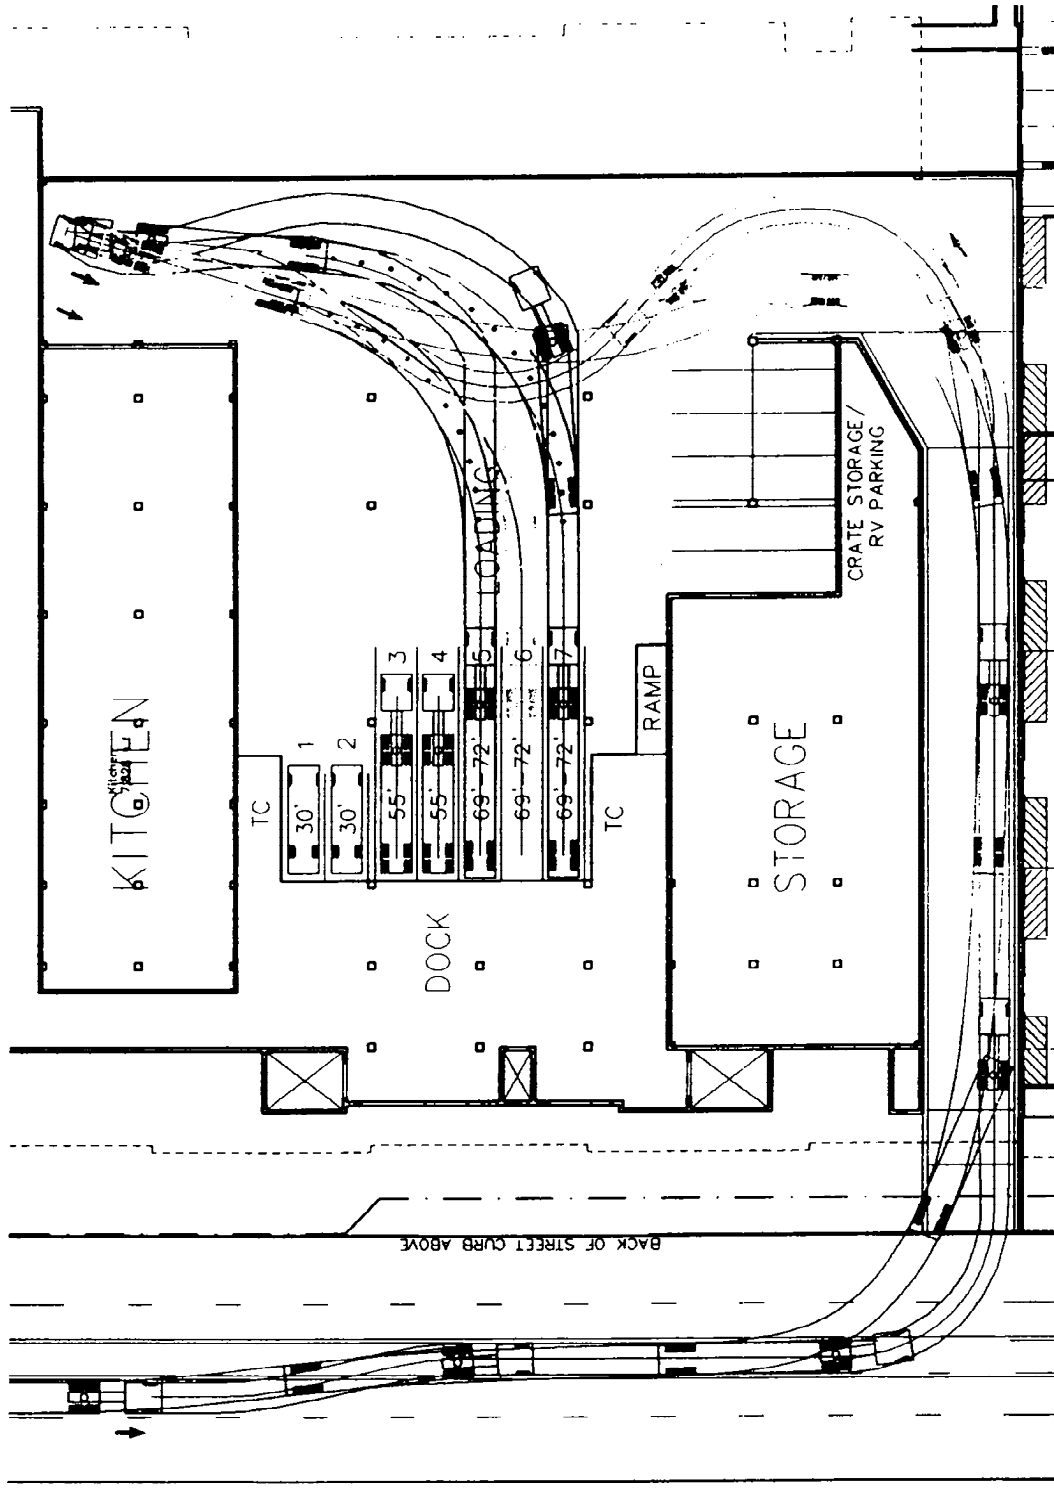 CRATE STORAGE/
RV PARKING
LOADING
3
4
5
6
7
1
2
RAMP
KITCHEN
Kitchen
TC
30'
30'
55'
55'
69'-72'
69'-72'
69'-72'
TC
STORAGE
DOCK
BACK OF STREET CURB ABOVE